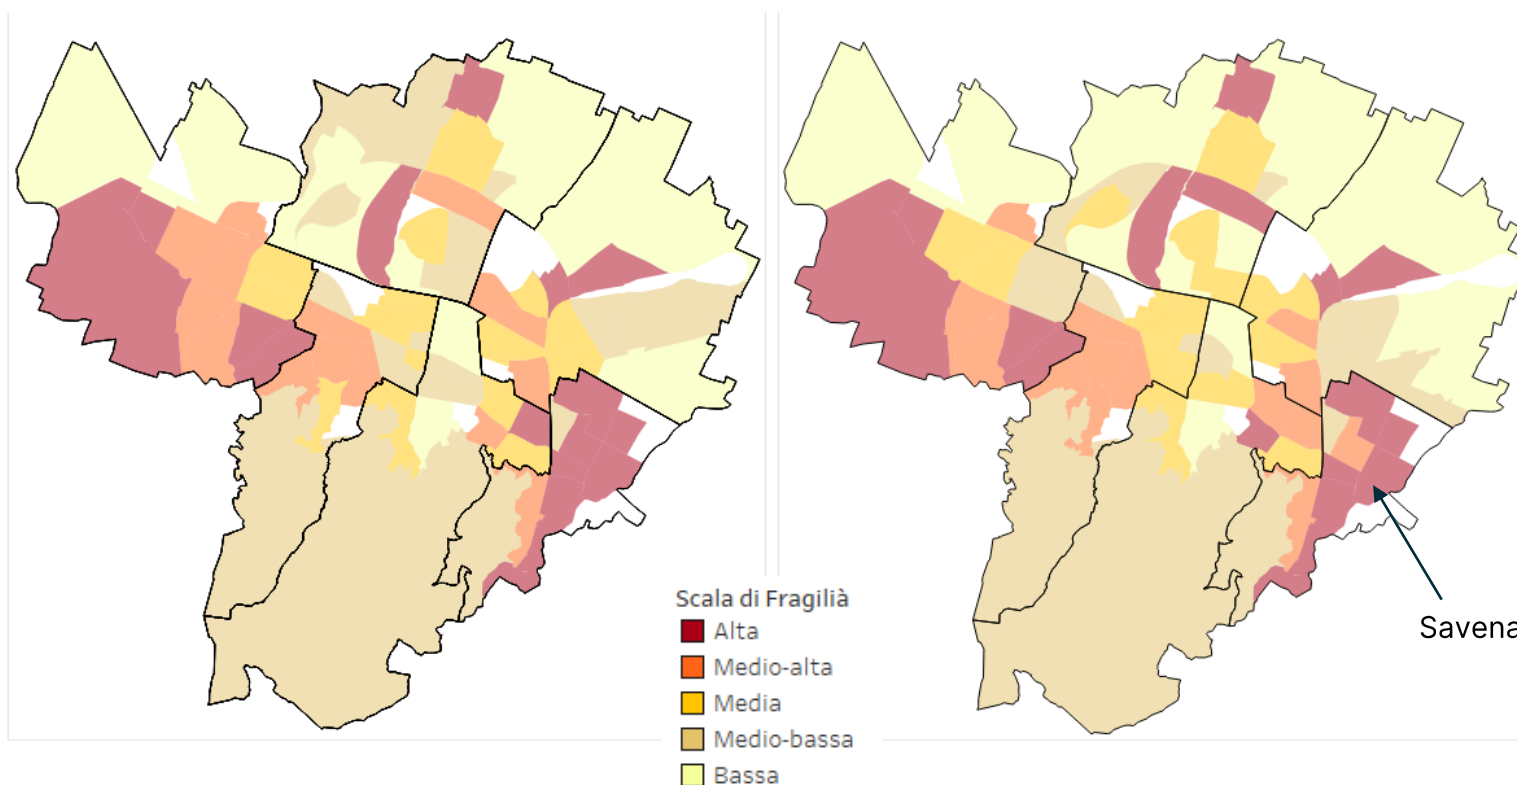 Scala di Fragilià
Alta
Medio-alta
Media
Medio-bassa
Bassa
Savena